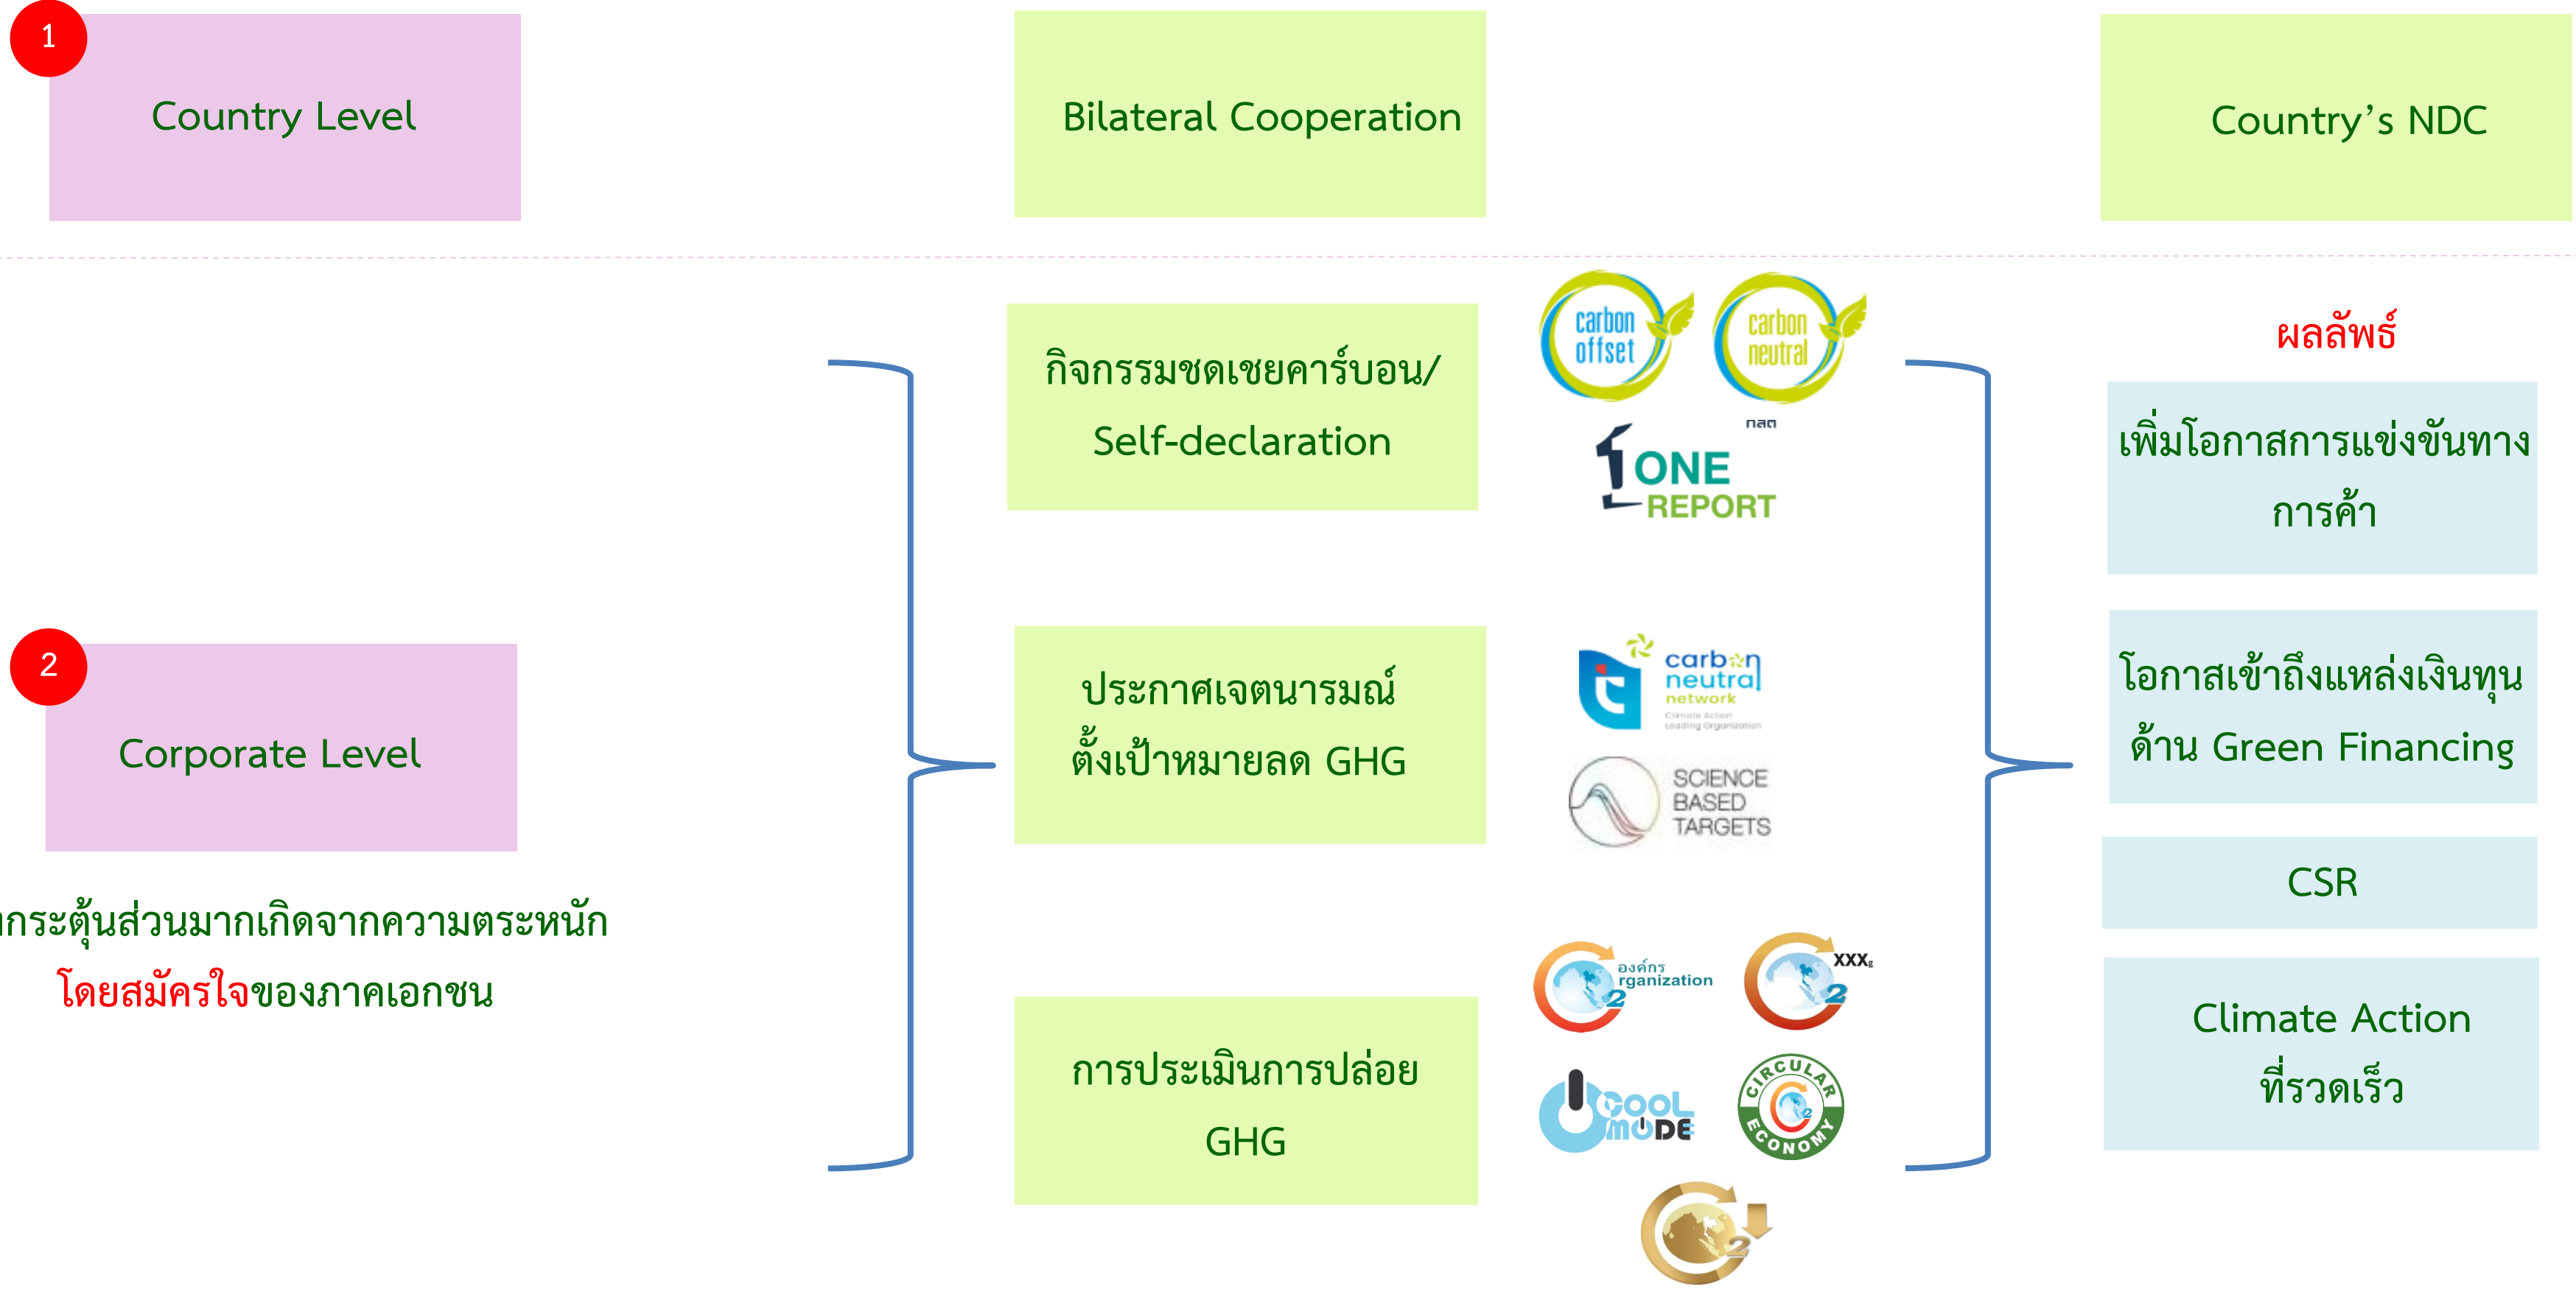 1
Country Level
Bilateral Cooperation
Country’s NDC
กิจกรรมชดเชยคาร์บอน/
Self-declaration
carbon
offset
carbon
neutral
กลต
ONE
REPORT
ผลลัพธ์
เพิ่มโอกาสการแข่งขันทาง
การค้า
2
Corporate Level
กระตุ้นส่วนมากเกิดจากความตระหนัก
โดยสมัครใจของภาคเอกชน
ประกาศเจตนารมณ์
ตั้งเป้าหมายลด GHG
carbon
neutral
network
Climate Action
Leading Organization
SCIENCE
BASED
TARGETS
โอกาสเข้าถึงแหล่งเงินทุน
ด้าน Green Financing
CSR
Climate Action
ที่รวดเร็ว
การประเมินการปล่อย
GHG
องค์กร
rganization
2
XXXg
2
COOL
MODE
CIRCULAR
ECONOMY
2
2